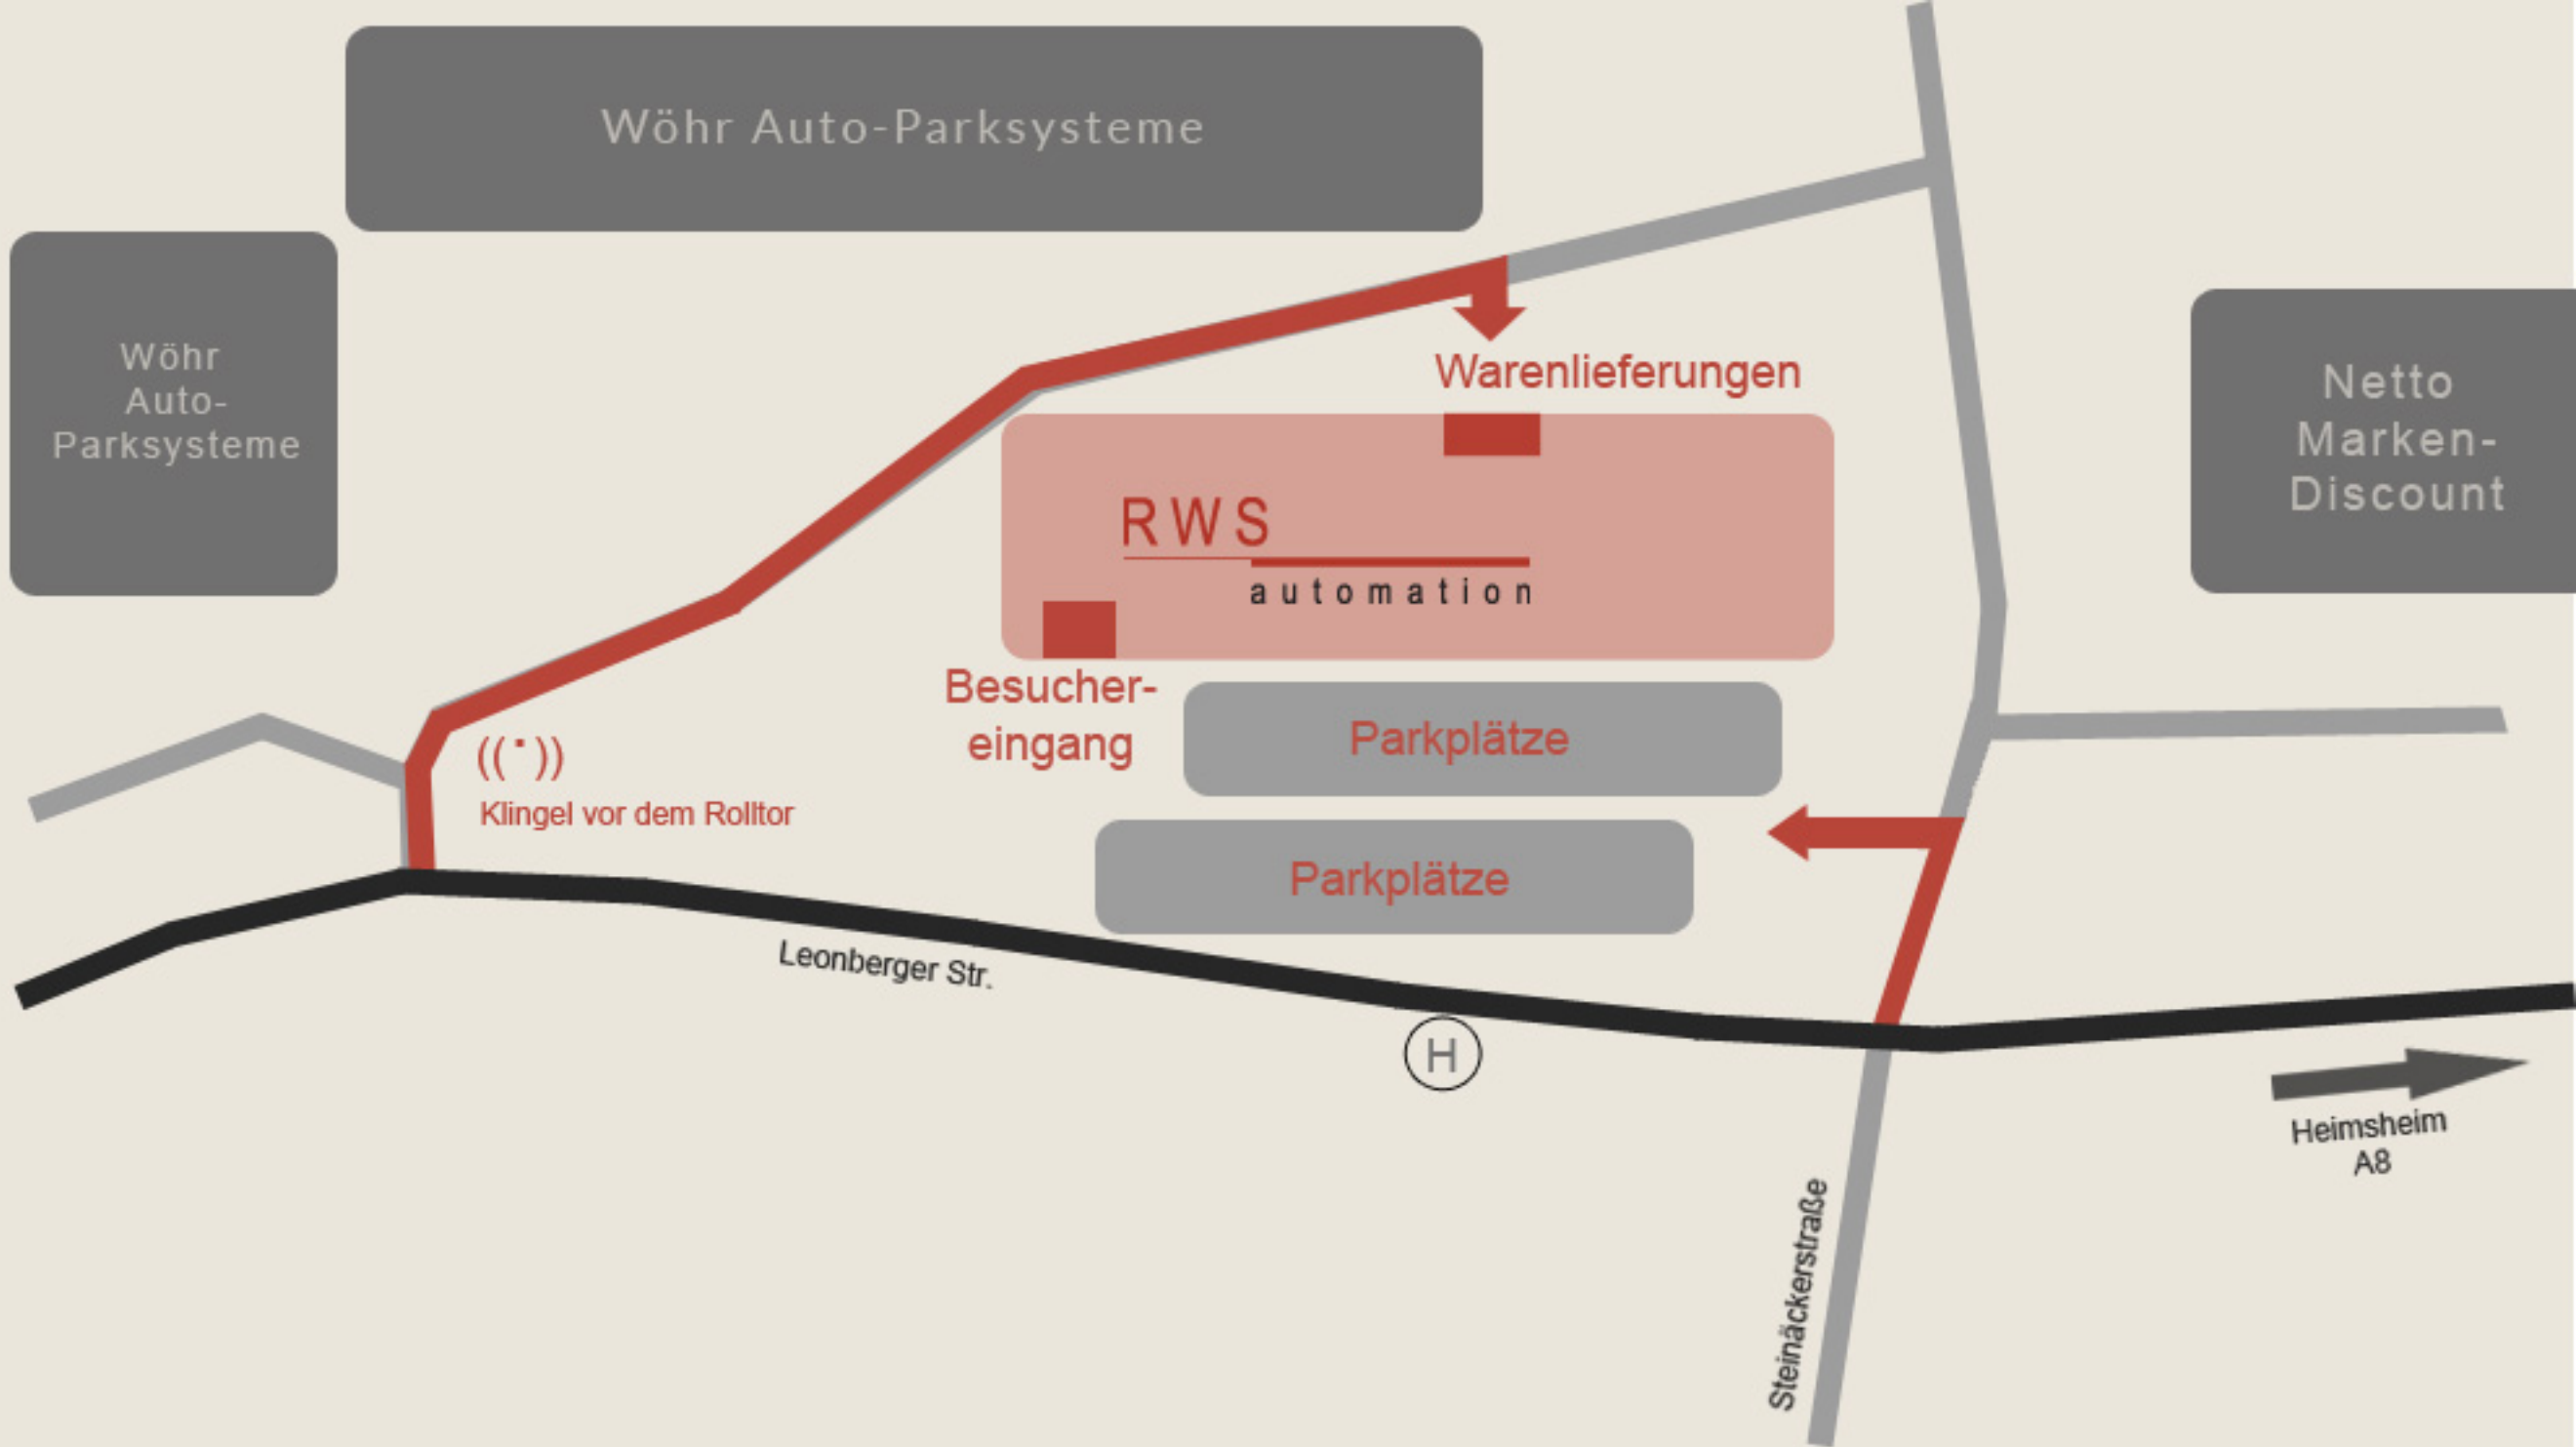 Wöhr Auto-Parksysteme
Wöhr
Auto-
Parksysteme
Warenlieferungen
Netto
Marken-
Discount
RWS
automation
Besucher-
eingang
Parkplätze
((·))
Klingel vor dem Rolltor
Parkplätze
Leonberger Str.
H
Heimsheim
A8
Steinäckerstraße